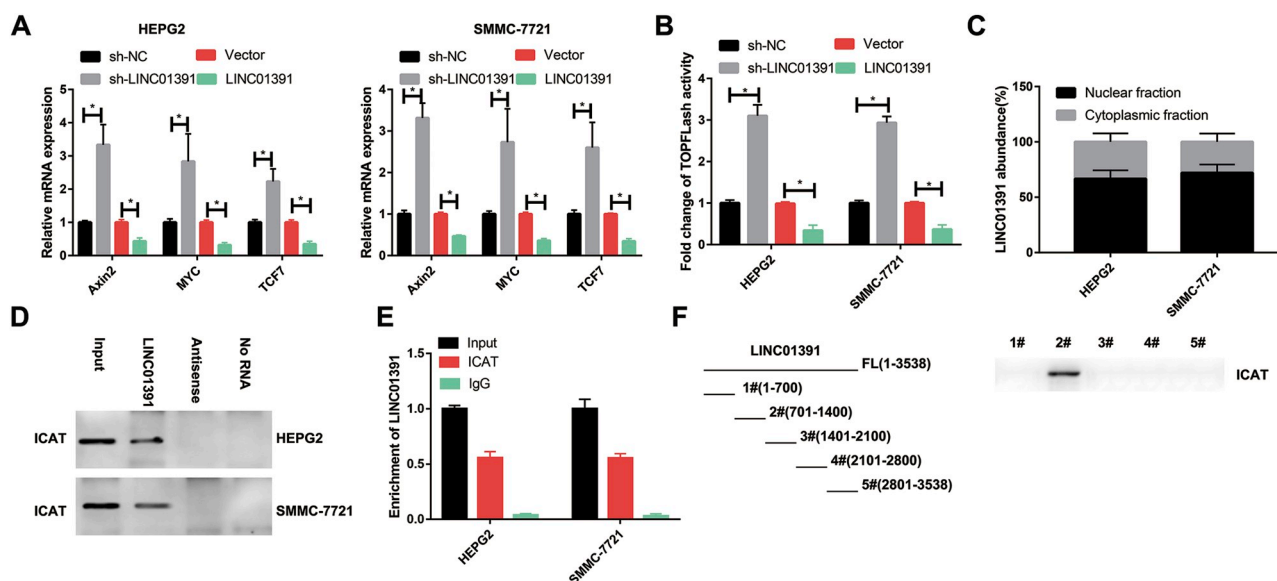 A
HEPG2
sh-NC
Vector
sh-LINC01391
LINC01391
Relative mRNA expression
5
4
3
2
1
0
* * * * * *
Axin2
MYC
TCF7
SMMC-7721
sh-NC
Vector
sh-LINC01391
LINC01391
Relative mRNA expression
4
3
2
1
0
* * * * * *
Axin2
MYC
TCF7
B
sh-NC
Vector
sh-LINC01391
LINC01391
Fold change of TOPFLash activity
4
3
2
1
0
* * * *
HEPG2
SMMC-7721
C
Nuclear fraction
Cytoplasmic fraction
LINC01391 abundance(%)
150
100
50
0
HEPG2
SMMC-7721
D
Input
LINC01391
Antisense
No RNA
ICAT
HEPG2
ICAT
SMMC-7721
E
Input
ICAT
IgG
Enrichment of LINC01391
1.5
1.0
0.5
0.0
HEPG2
SMMC-7721
F
LINC01391
FL(1-3538)
1#(1-700)
2#(701-1400)
3#(1401-2100)
4#(2101-2800)
5#(2801-3538)
1# 2# 3# 4# 5#
ICAT